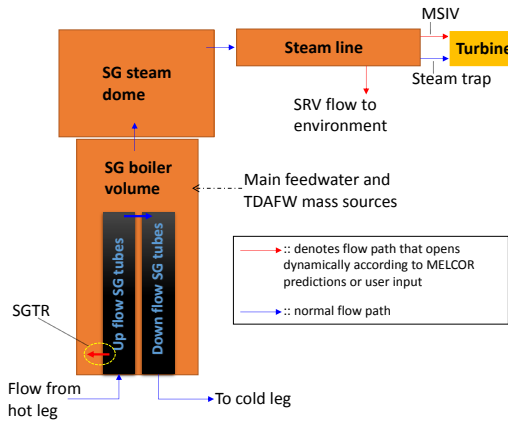 MSIV
SG steam
dome
Steam line
Turbine
Steam trap
SRV flow to
environment
SG boiler
volume
Main feedwater and
TDAFW mass sources
Up flow SG tubes
Down flow SG tubes
:: denotes flow path that opens
dynamically according to MELCOR
predictions or user input
:: normal flow path
SGTR
Flow from
hot leg
To cold leg